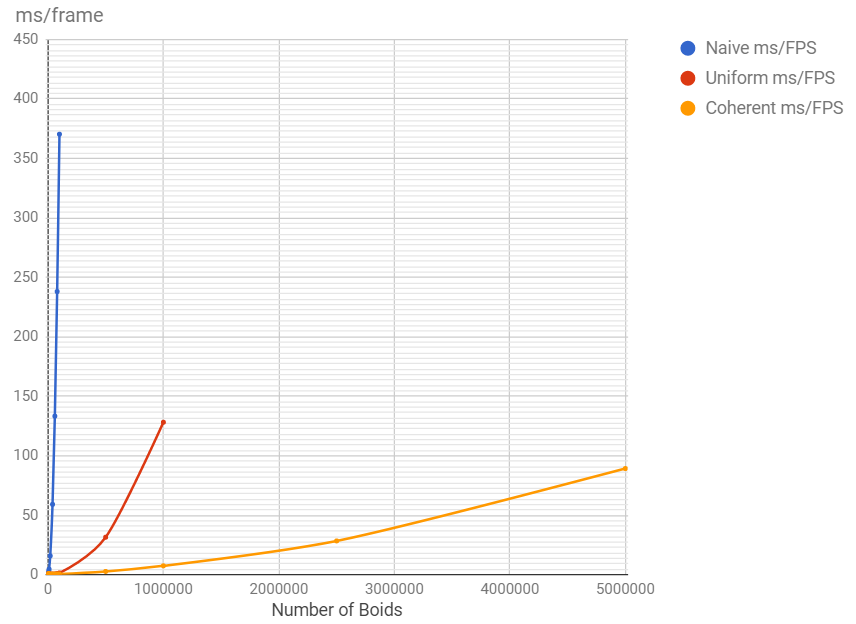 ms/frame
450
400
350
300
250
200
150
100
50
0
0 1000000 2000000 3000000 4000000 5000000
Number of Boids
Naive ms/FPS
Uniform ms/FPS
Coherent ms/FPS